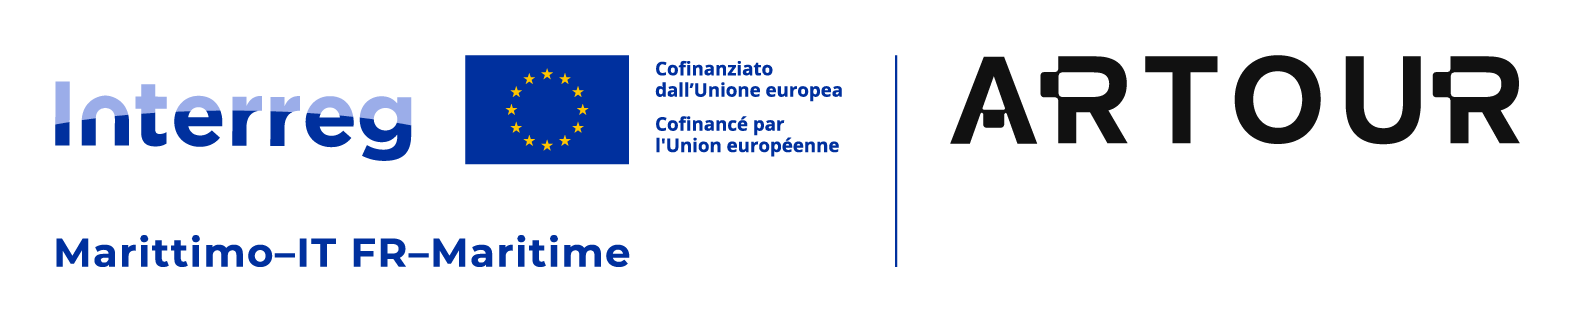 Interreg
Cofinanziato
dall’Unione europea
Cofinancé par
l'Union européenne
Marittimo–IT FR–Maritime
ARTOUR